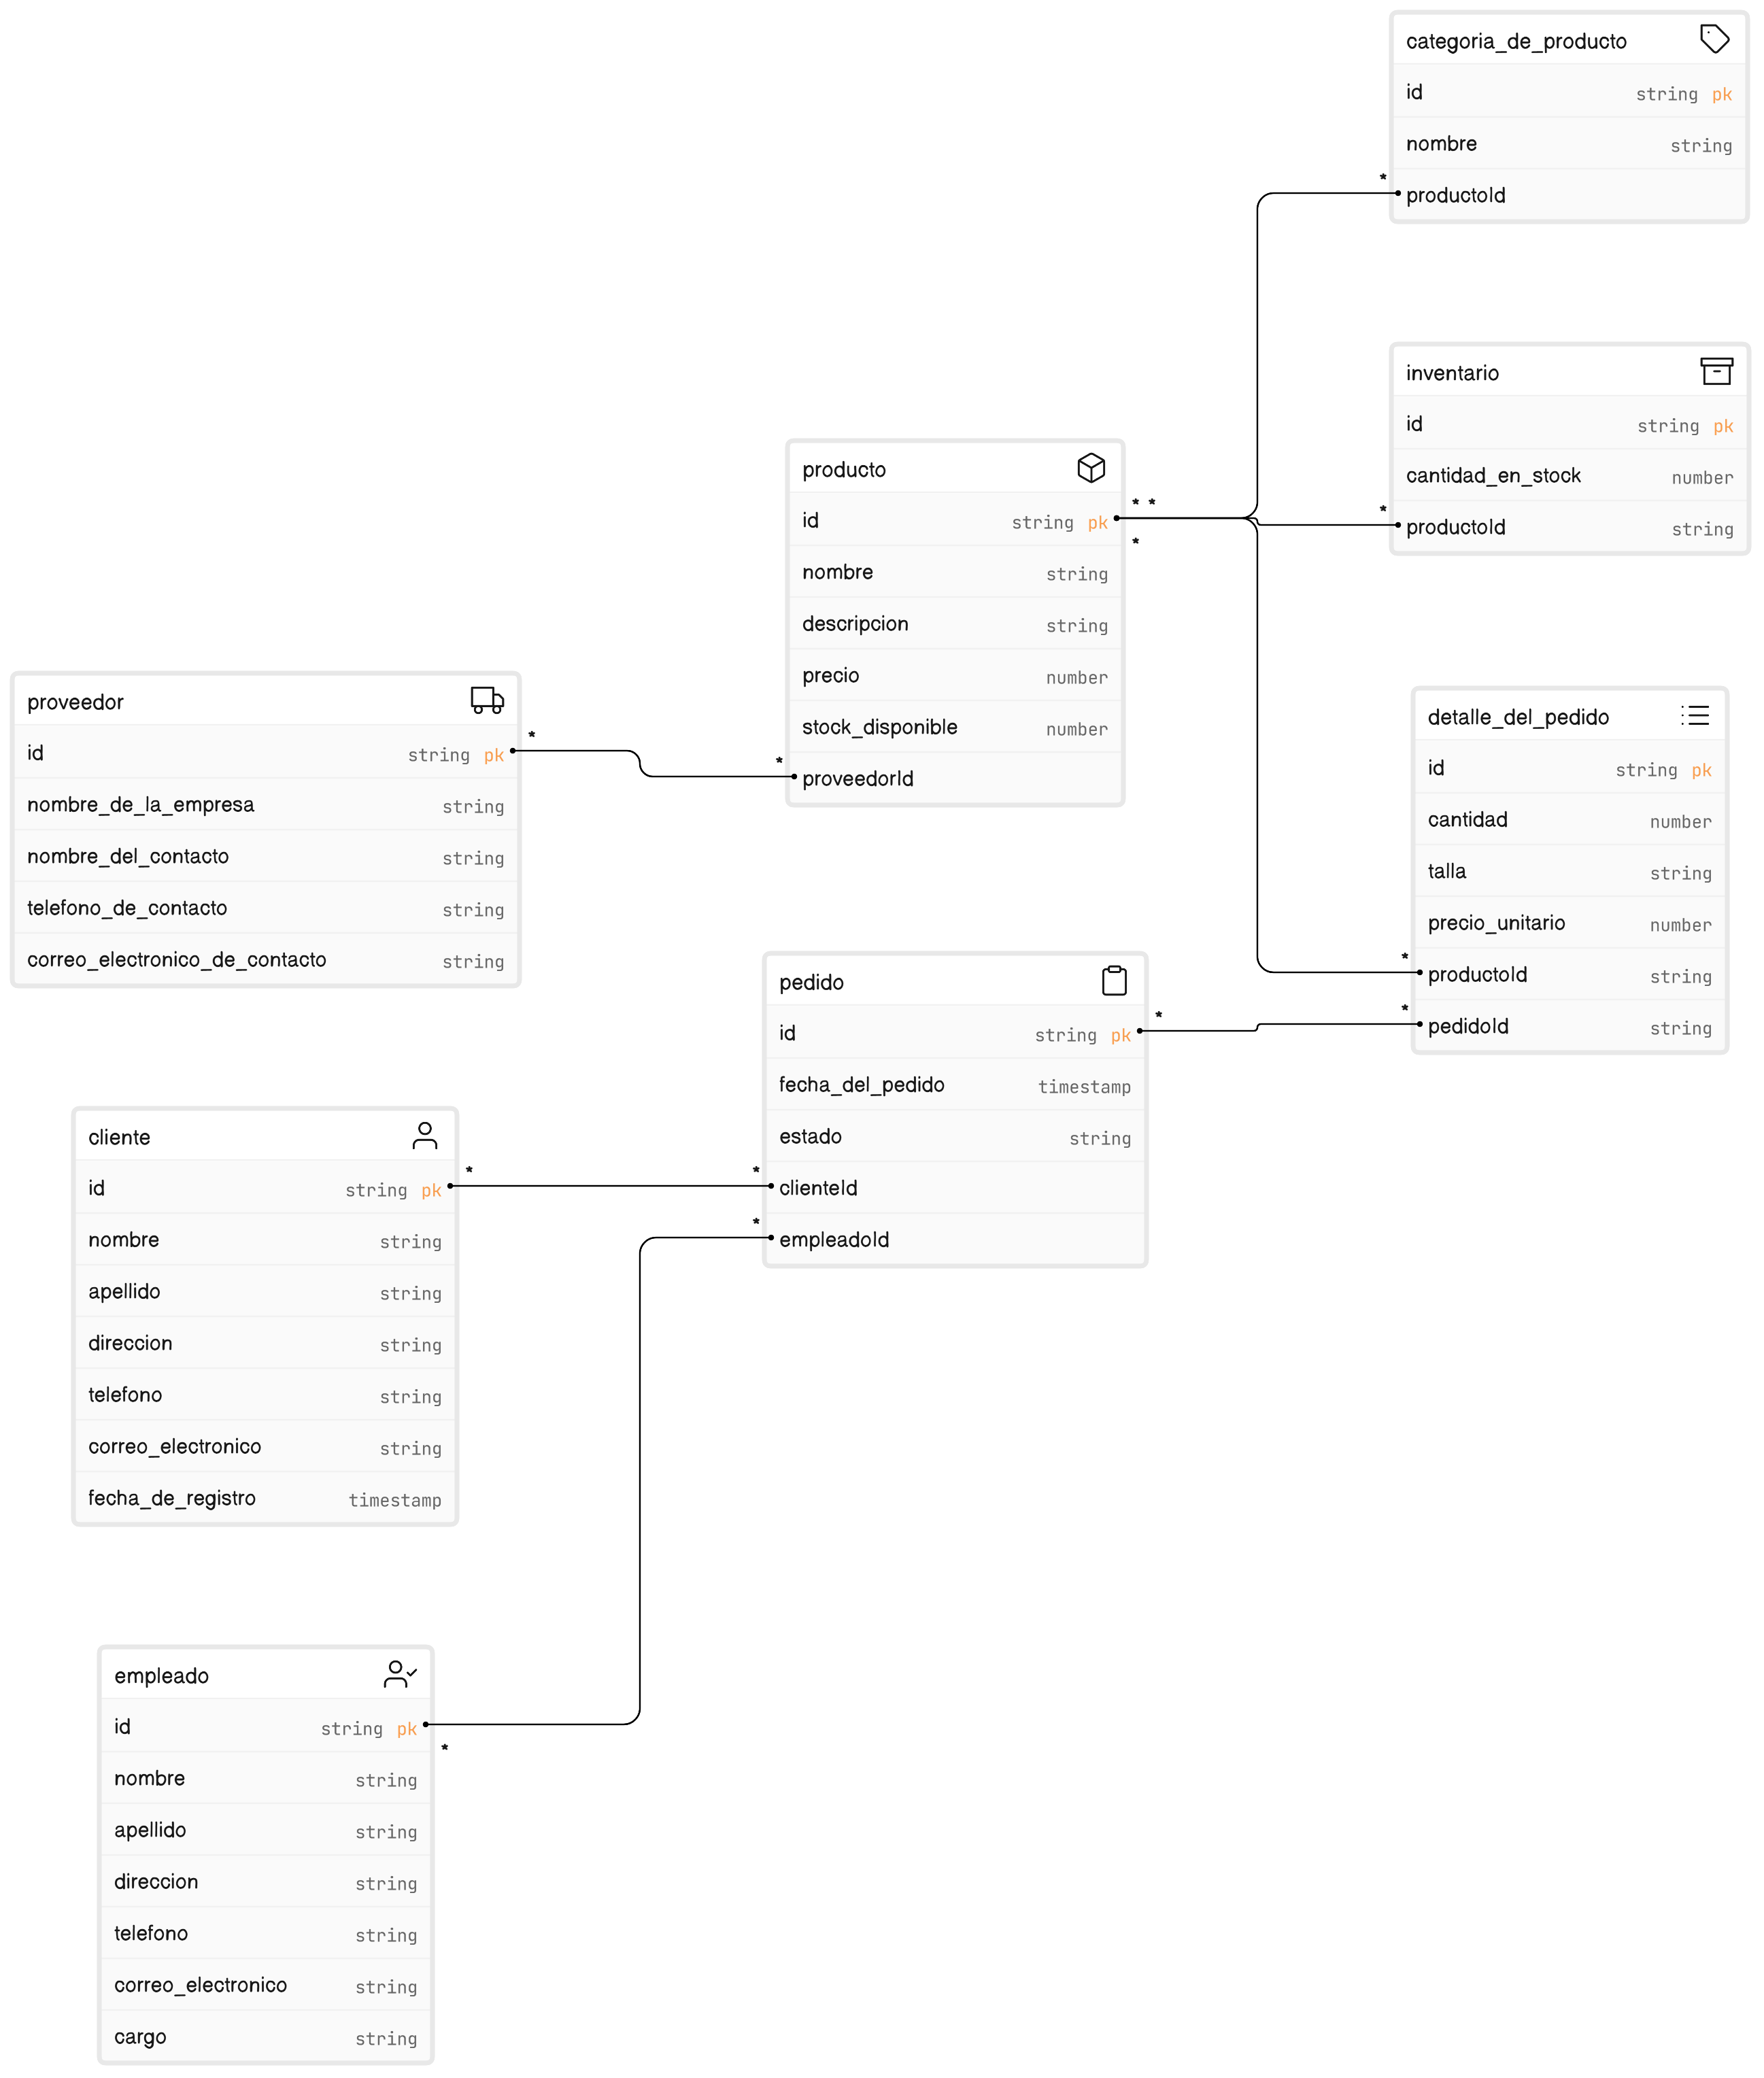 categoria_de_producto
id string pk
nombre string
* productoId
inventario
id string pk
cantidad_en_stock number
* productoId string
producto
id string pk * *
*
nombre string
descripcion string
precio number
stock_disponible number
* proveedorId
proveedor
id string pk *
nombre_de_la_empresa string
nombre_del_contacto string
telefono_de_contacto string
correo_electronico_de_contacto string
detalle_del_pedido
id string pk
cantidad number
talla string
precio_unitario number
* productoId string
* pedidoId string
pedido
id string pk *
fecha_del_pedido timestamp
estado string
* clienteId
* empleadoId
cliente
id string pk *
nombre string
apellido string
direccion string
telefono string
correo_electronico string
fecha_de_registro timestamp
empleado
id string pk
*
nombre string
apellido string
direccion string
telefono string
correo_electronico string
cargo string